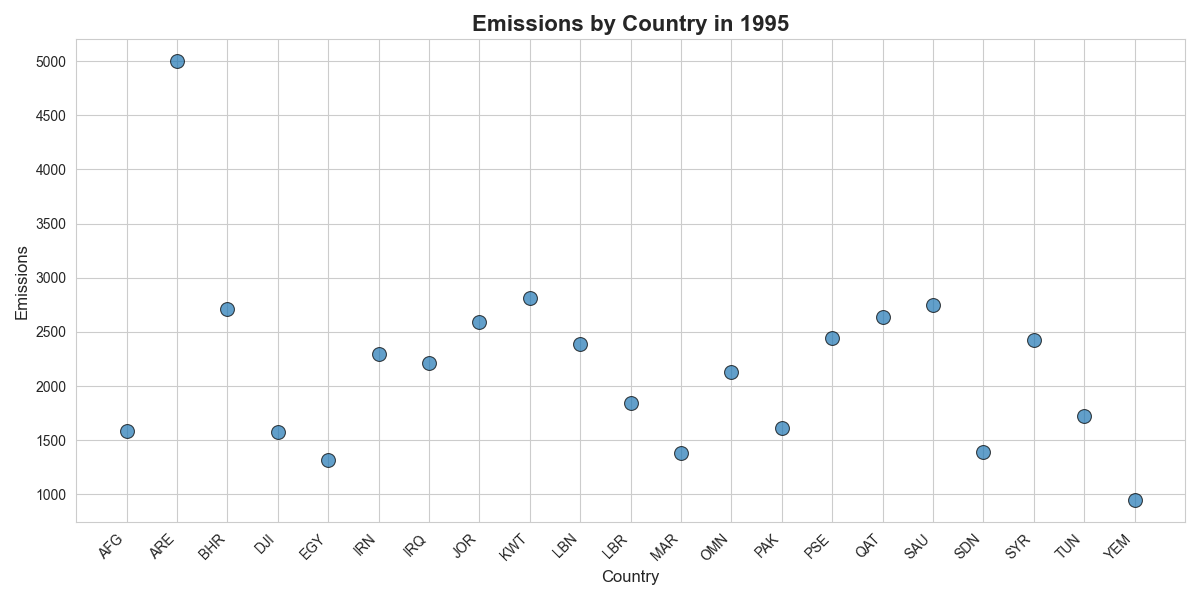 Emissions by Country in 1995
Emissions
5000
4500
4000
3500
3000
2500
2000
1500
1000
AFG
ARE
BHR
DJI
EGY
IRN
IRQ
JOR
KWT
LBN
LBR
MAR
OMN
PAK
PSE
QAT
SAU
SDN
SYR
TUN
YEM
Country